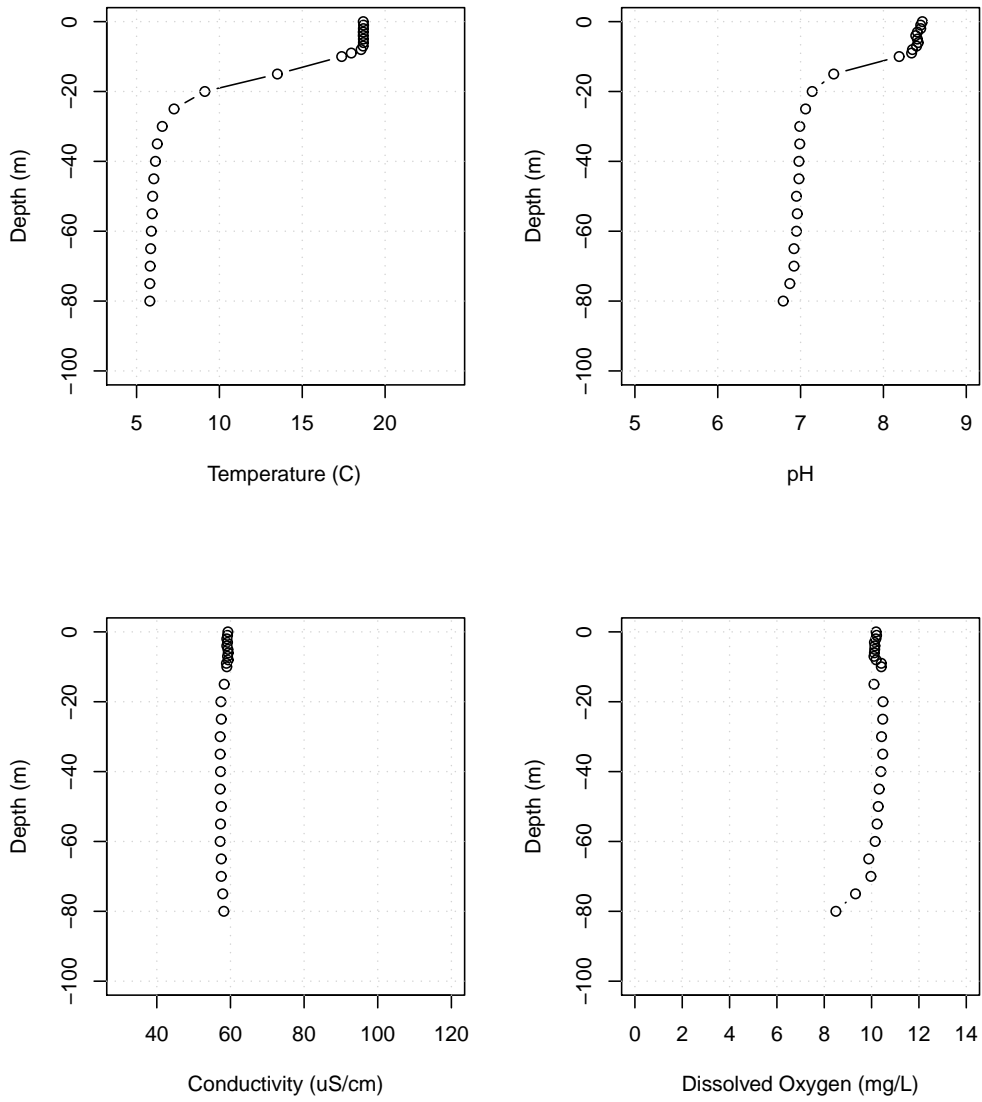 0
−20
−40
−60
−80
−100
Depth (m)
5 10 15 20
Temperature (C)
0
−20
−40
−60
−80
−100
Depth (m)
5 6 7 8 9
pH
0
−20
−40
−60
−80
−100
Depth (m)
40 60 80 100 120
Conductivity (uS/cm)
0
−20
−40
−60
−80
−100
Depth (m)
0 2 4 6 8 10 12 14
Dissolved Oxygen (mg/L)